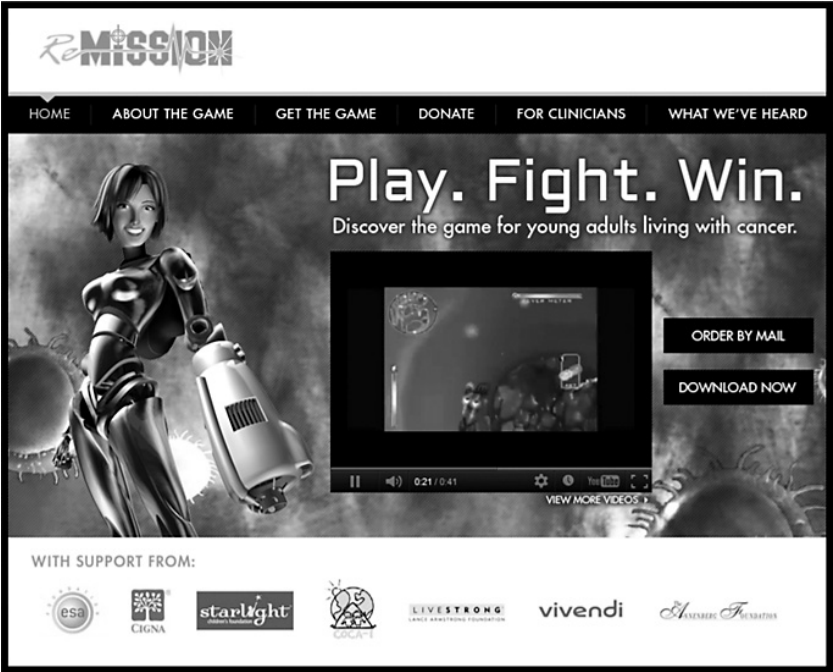 ReMISSION
HOME ABOUT THE GAME GET THE GAME DONATE FOR CLINICIANS WHAT WE'VE HEARD
Play. Fight. Win.
Discover the game for young adults living with cancer.
ORDER BY MAIL
DOWNLOAD NOW
0:21 / 0:41 YouTube
VIEW MORE VIDEOS
WITH SUPPORT FROM:
esa
CIGNA
starlight
children's foundation
COCA-I
LIVESTRONG
LANCE ARMSTRONG FOUNDATION
vivendi
Annenberg Foundation